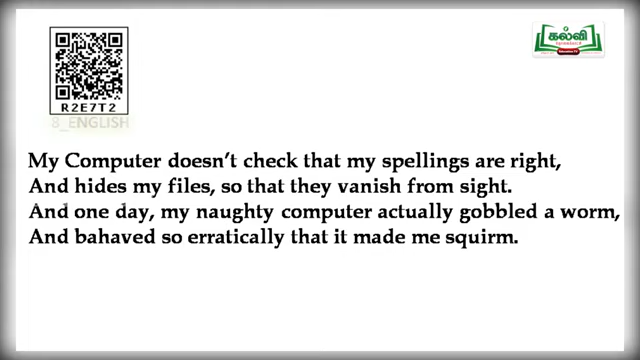 கல்வி
R2E7T2
8_ENGLISH
My Computer doesn't check that my spellings are right,
And hides my files, so that they vanish from sight.
And one day, my naughty computer actually gobbled a worm,
And bahaved so erratically that it made me squirm.